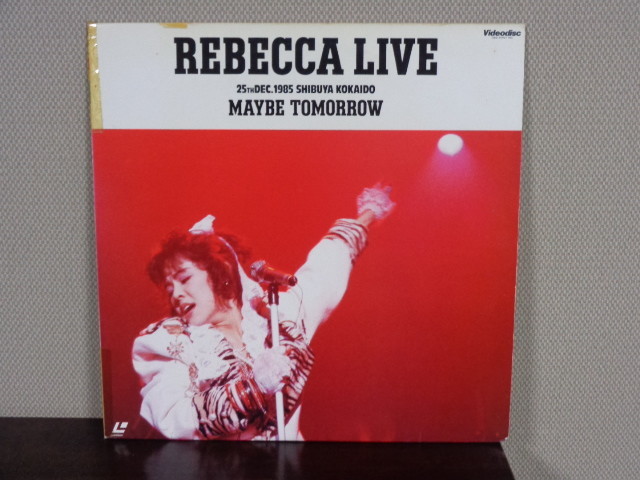 Videodisc
REBECCA LIVE
25TH DEC. 1985 SHIBUYA KOKAIDO
MAYBE TOMORROW